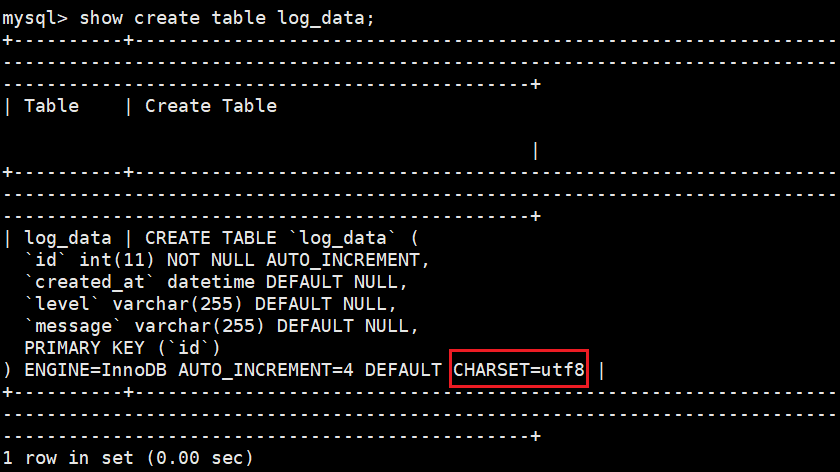 mysql> show create table log_data;
+----------+----------------------------------------------------------------
----------------------------------------------------------------------------
------------------------------------------------+
| Table    | Create Table
                                                |
+----------+----------------------------------------------------------------
----------------------------------------------------------------------------
------------------------------------------------+
| log_data | CREATE TABLE `log_data` (
  `id` int(11) NOT NULL AUTO_INCREMENT,
  `created_at` datetime DEFAULT NULL,
  `level` varchar(255) DEFAULT NULL,
  `message` varchar(255) DEFAULT NULL,
  PRIMARY KEY (`id`)
) ENGINE=InnoDB AUTO_INCREMENT=4 DEFAULT CHARSET=utf8 |
+----------+----------------------------------------------------------------
----------------------------------------------------------------------------
------------------------------------------------+
1 row in set (0.00 sec)